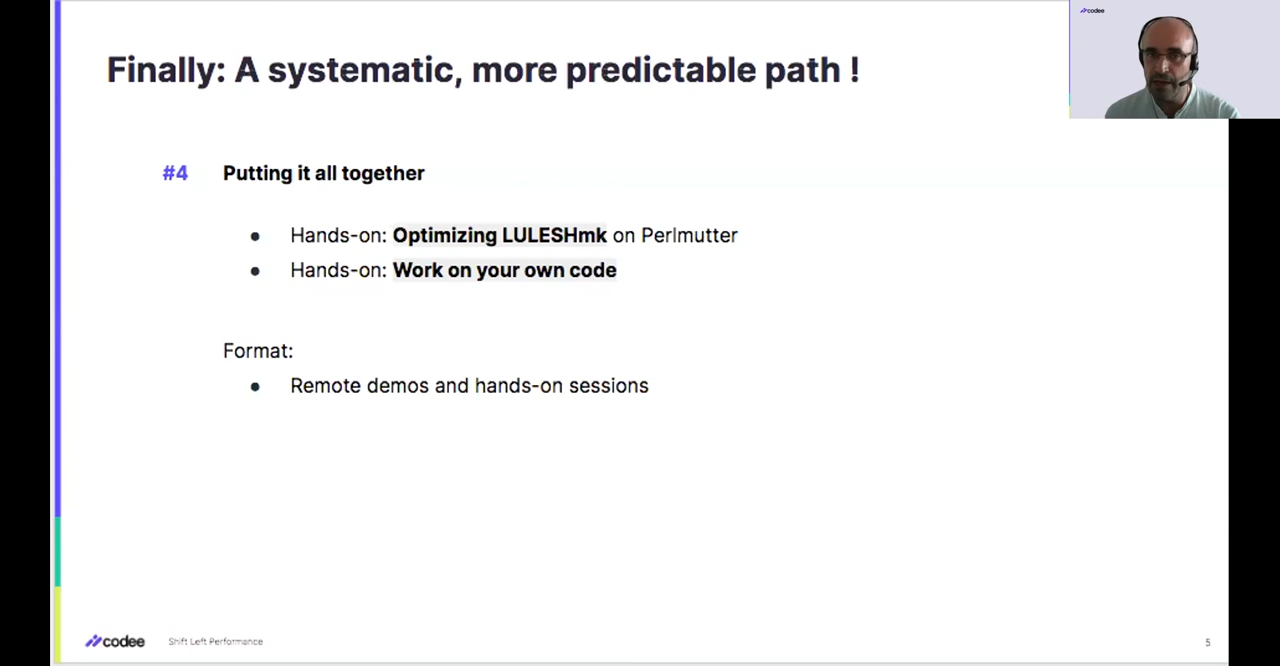 codee
Finally: A systematic, more predictable path !
#4 Putting it all together
● Hands-on: Optimizing LULESHmk on Perlmutter
● Hands-on: Work on your own code
Format:
● Remote demos and hands-on sessions
codee Shift Left Performance 5